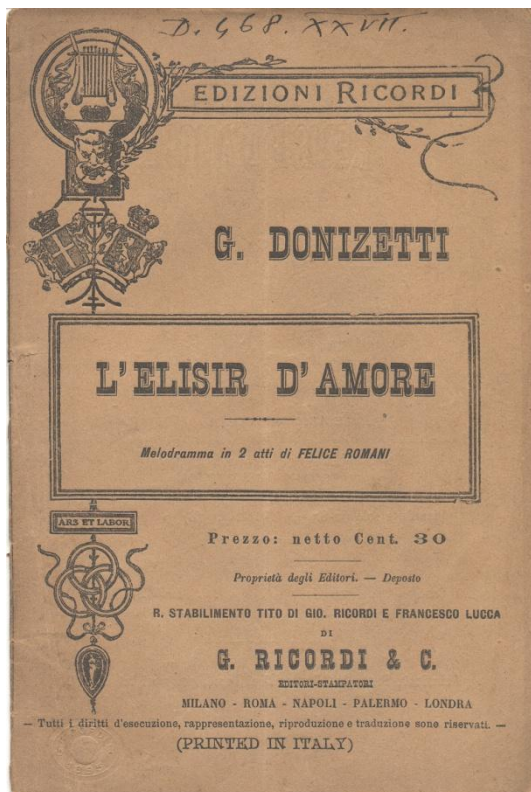 D. 468. XXVII.
EDIZIONI RICORDI
G. DONIZETTI
L'ELISIR D'AMORE
Melodramma in 2 atti di FELICE ROMANI
ARS ET LABOR
Prezzo: netto Cent. 30
Proprietà degli Editori. — Deposto
R. STABILIMENTO TITO DI GIO. RICORDI E FRANCESCO LUCCA
DI
G. RICORDI & C.
EDITORI-STAMPATORI
MILANO - ROMA - NAPOLI - PALERMO - LONDRA
— Tutti i diritti d'esecuzione, rappresentazione, riproduzione e traduzione sono riservati. —
(PRINTED IN ITALY)